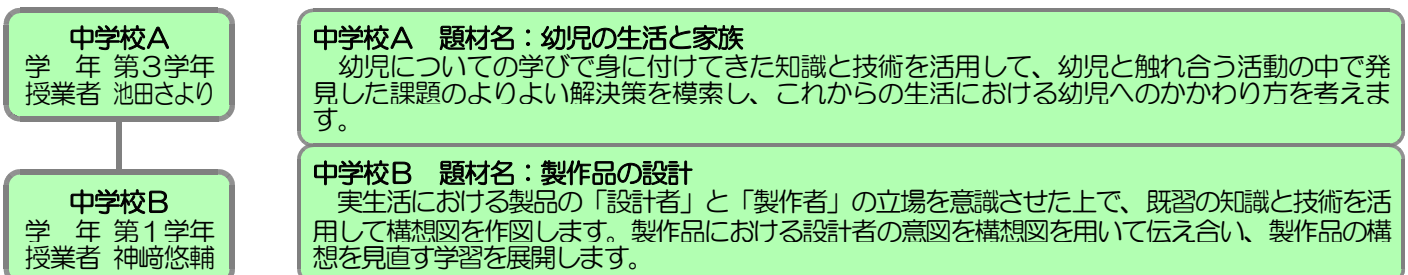 中学校A
学　年 第3学年
授業者 池田さより
中学校A　題材名：幼児の生活と家族
　幼児についての学びで身に付けてきた知識と技術を活用して、幼児と触れ合う活動の中で発
見した課題のよりよい解決策を模索し、これからの生活における幼児へのかかわり方を考えま
す。
中学校B
学　年 第1学年
授業者 神﨑悠輔
中学校B　題材名：製作品の設計
　実生活における製品の「設計者」と「製作者」の立場を意識させた上で、既習の知識と技術を活
用して構想図を作図します。製作品における設計者の意図を構想図を用いて伝え合い、製作品の構
想を見直す学習を展開します。